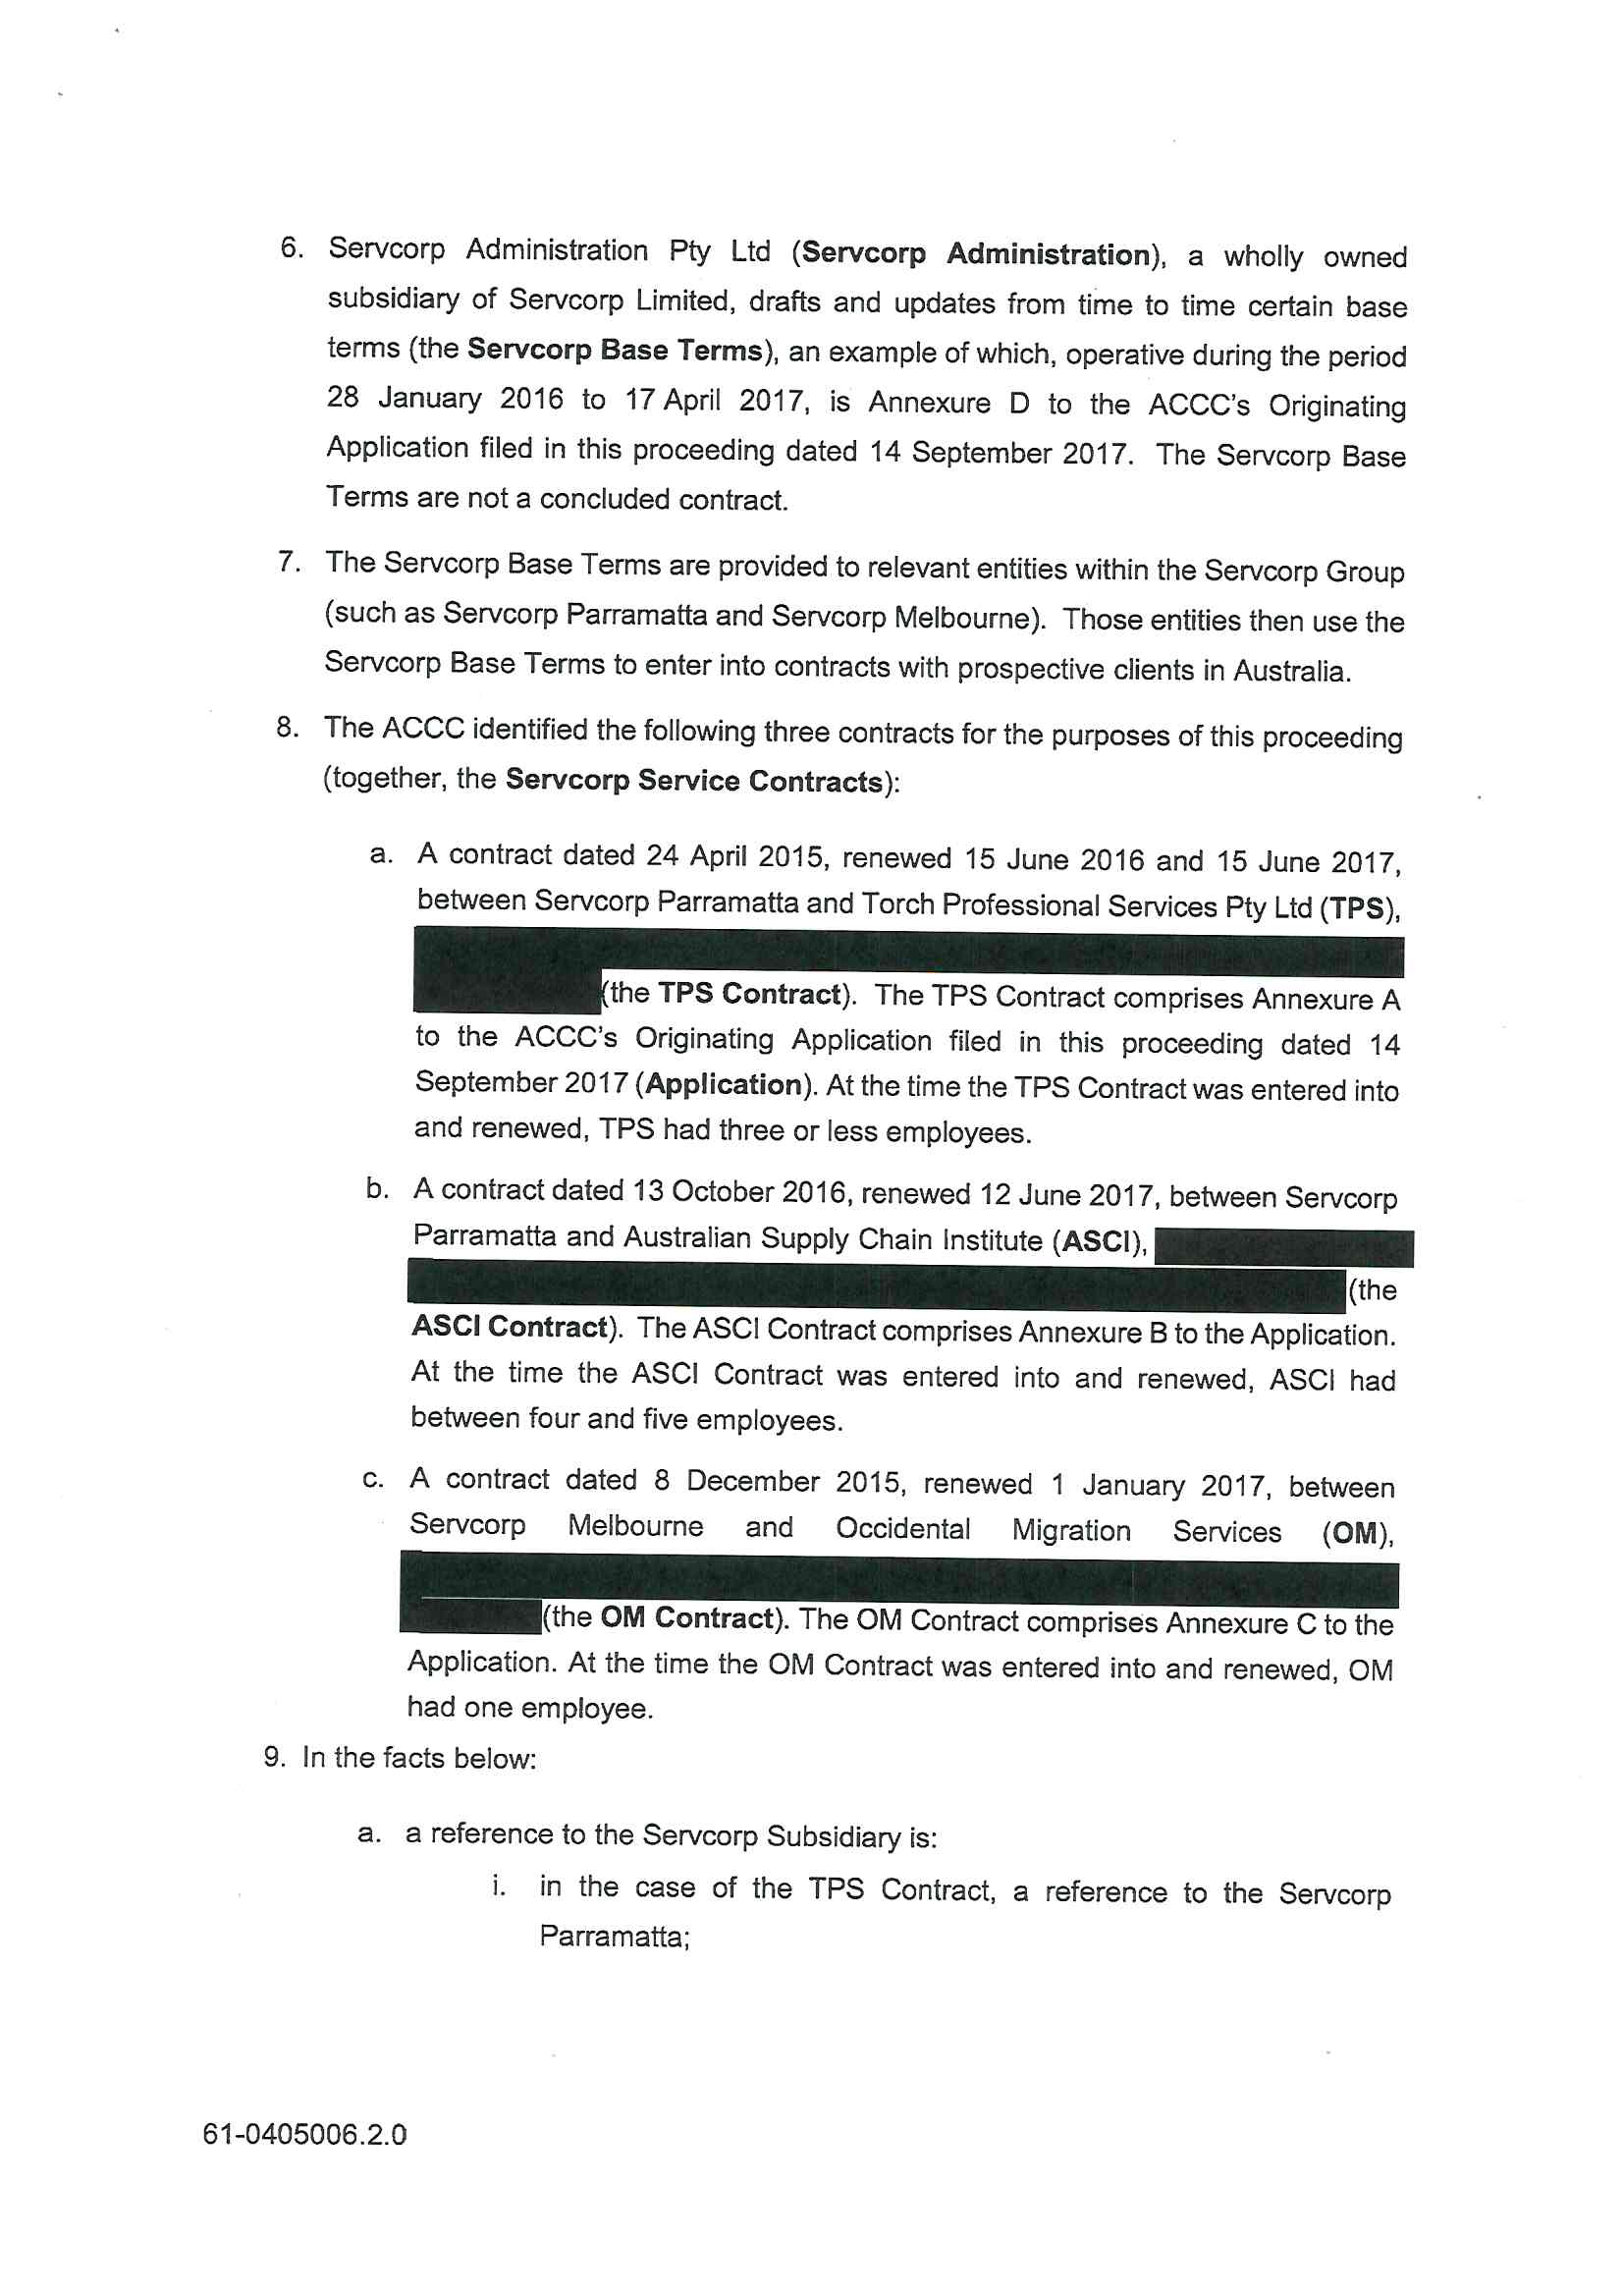 6. Servcorp Administration Pty Ltd (Servcorp Administration), a wholly owned
subsidiary of Servcorp Limited, drafts and updates from time to time certain base
terms (the Servcorp Base Terms), an example of which, operative during the period
28 January 2016 to 17 April 2017, is Annexure D to the ACCC's Originating
Application filed in this proceeding dated 14 September 2017. The Servcorp Base
Terms are not a concluded contract.
7. The Servcorp Base Terms are provided to relevant entities within the Servcorp Group
(such as Servcorp Parramatta and Servcorp Melbourne). Those entities then use the
Servcorp Base Terms to enter into contracts with prospective clients in Australia.
8. The ACCC identified the following three contracts for the purposes of this proceeding
(together, the Servcorp Service Contracts):
a. A contract dated 24 April 2015, renewed 15 June 2016 and 15 June 2017,
between Servcorp Parramatta and Torch Professional Services Pty Ltd (TPS),
(the TPS Contract). The TPS Contract comprises Annexure A
to the ACCC's Originating Application filed in this proceeding dated 14
September 2017 (Application). At the time the TPS Contract was entered into
and renewed, TPS had three or less employees.
b. A contract dated 13 October 2016, renewed 12 June 2017, between Servcorp
Parramatta and Australian Supply Chain Institute (ASCI),
(the
ASCI Contract). The ASCI Contract comprises Annexure B to the Application.
At the time the ASCI Contract was entered into and renewed, ASCI had
between four and five employees.
c. A contract dated 8 December 2015, renewed 1 January 2017, between
Servcorp Melbourne and Occidental Migration Services (OM),
(the OM Contract). The OM Contract comprises Annexure C to the
Application. At the time the OM Contract was entered into and renewed, OM
had one employee.
9. In the facts below:
a. a reference to the Servcorp Subsidiary is:
i. in the case of the TPS Contract, a reference to the Servcorp
Parramatta;
61-0405006.2.0